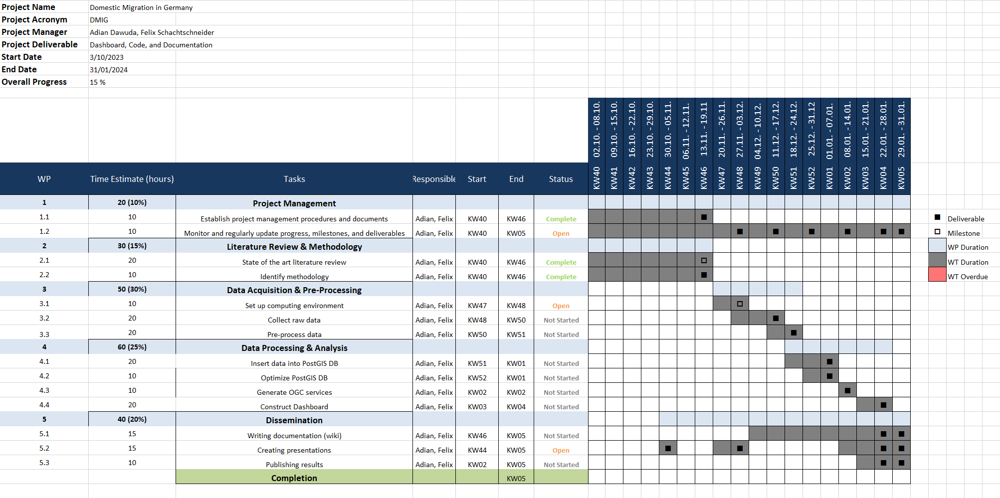 Project Name Domestic Migration in Germany
Project Acronym DMIG
Project Manager Adian Dawuda, Felix Schachtschneider
Project Deliverable Dashboard, Code, and Documentation
Start Date 3/10/2023
End Date 31/01/2024
Overall Progress 15 %
WP Time Estimate (hours) Tasks Responsible Start End Status
KW40 02.10. - 08.10.
KW41 09.10. - 15.10.
KW42 16.10. - 22.10.
KW43 23.10. - 29.10.
KW44 30.10. - 05.11.
KW45 06.11. - 12.11.
KW46 13.11. - 19.11
KW47 20.11. - 26.11.
KW48 27.11. - 03.12.
KW49 04.12. - 10.12.
KW50 11.12. - 17.12.
KW51 18.12. - 24.12.
KW52 25.12. - 31.12
KW01 01.01. - 07.01.
KW02 08.01. - 14.01.
KW03 15.01. - 21.01.
KW04 22.01. - 28.01.
KW05 29.01. - 31.01.
1 20 (10%) Project Management
1.1 10 Establish project management procedures and documents Adian, Felix KW40 KW46 Complete
1.2 10 Monitor and regularly update progress, milestones, and deliverables Adian, Felix KW40 KW05 Open
2 30 (15%) Literature Review & Methodology
2.1 20 State of the art literature review Adian, Felix KW40 KW46 Complete
2.2 10 Identify methodology Adian, Felix KW40 KW46 Complete
3 50 (30%) Data Acquisition & Pre-Processing
3.1 10 Set up computing environment Adian, Felix KW47 KW48 Open
3.2 20 Collect raw data Adian, Felix KW48 KW50 Not Started
3.3 20 Pre-process data Adian, Felix KW50 KW51 Not Started
4 60 (25%) Data Processing & Analysis
4.1 20 Insert data into PostGIS DB Adian, Felix KW51 KW01 Not Started
4.2 10 Optimize PostGIS DB Adian, Felix KW52 KW01 Not Started
4.3 10 Generate OGC services Adian, Felix KW02 KW02 Not Started
4.4 20 Construct Dashboard Adian, Felix KW03 KW04 Not Started
5 40 (20%) Dissemination
5.1 15 Writing documentation (wiki) Adian, Felix KW46 KW05 Not Started
5.2 15 Creating presentations Adian, Felix KW44 KW05 Open
5.3 10 Publishing results Adian, Felix KW02 KW05 Not Started
Completion KW05
Deliverable
Milestone
WP Duration
WT Duration
WT Overdue